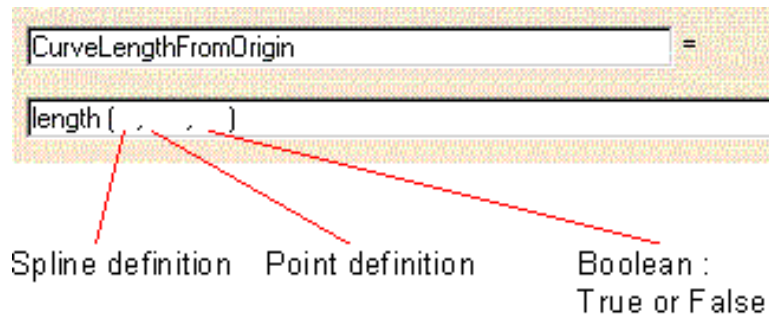 CurveLengthFromOrigin =
length ( , , )
Spline definition Point definition Boolean :
True or False